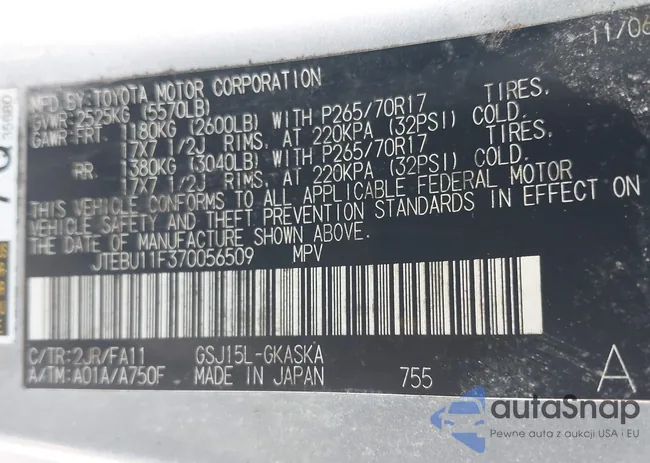 11/06
MFD.BY:TOYOTA MOTOR CORPORATION
GVWR:2525KG (5570LB)
GAWR:FRT 1180KG (2600LB) WITH P265/70R17 TIRES,
17X7 1/2J RIMS, AT 220KPA (32PSI) COLD.
RR 1380KG (3040LB) WITH P265/70R17 TIRES,
17X7 1/2J RIMS, AT 220KPA (32PSI) COLD.
THIS VEHICLE CONFORMS TO ALL APPLICABLE FEDERAL MOTOR
VEHICLE SAFETY AND THEFT PREVENTION STANDARDS IN EFFECT ON
THE DATE OF MANUFACTURE SHOWN ABOVE.
JTEBU11F370056509 MPV
C/TR:2JR/FA11 GSJ15L-GKASKA
A/TM:A01A/A750F MADE IN JAPAN 755 A
autaSnap
Pewne auta z aukcji USA i EU